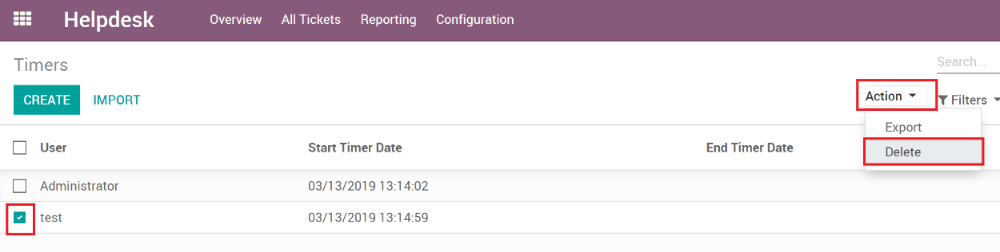 Helpdesk Overview All Tickets Reporting Configuration
Timers
Search...
CREATE IMPORT
Action
Filters
Export
Delete
User Start Timer Date End Timer Date
Administrator 03/13/2019 13:14:02
test 03/13/2019 13:14:59